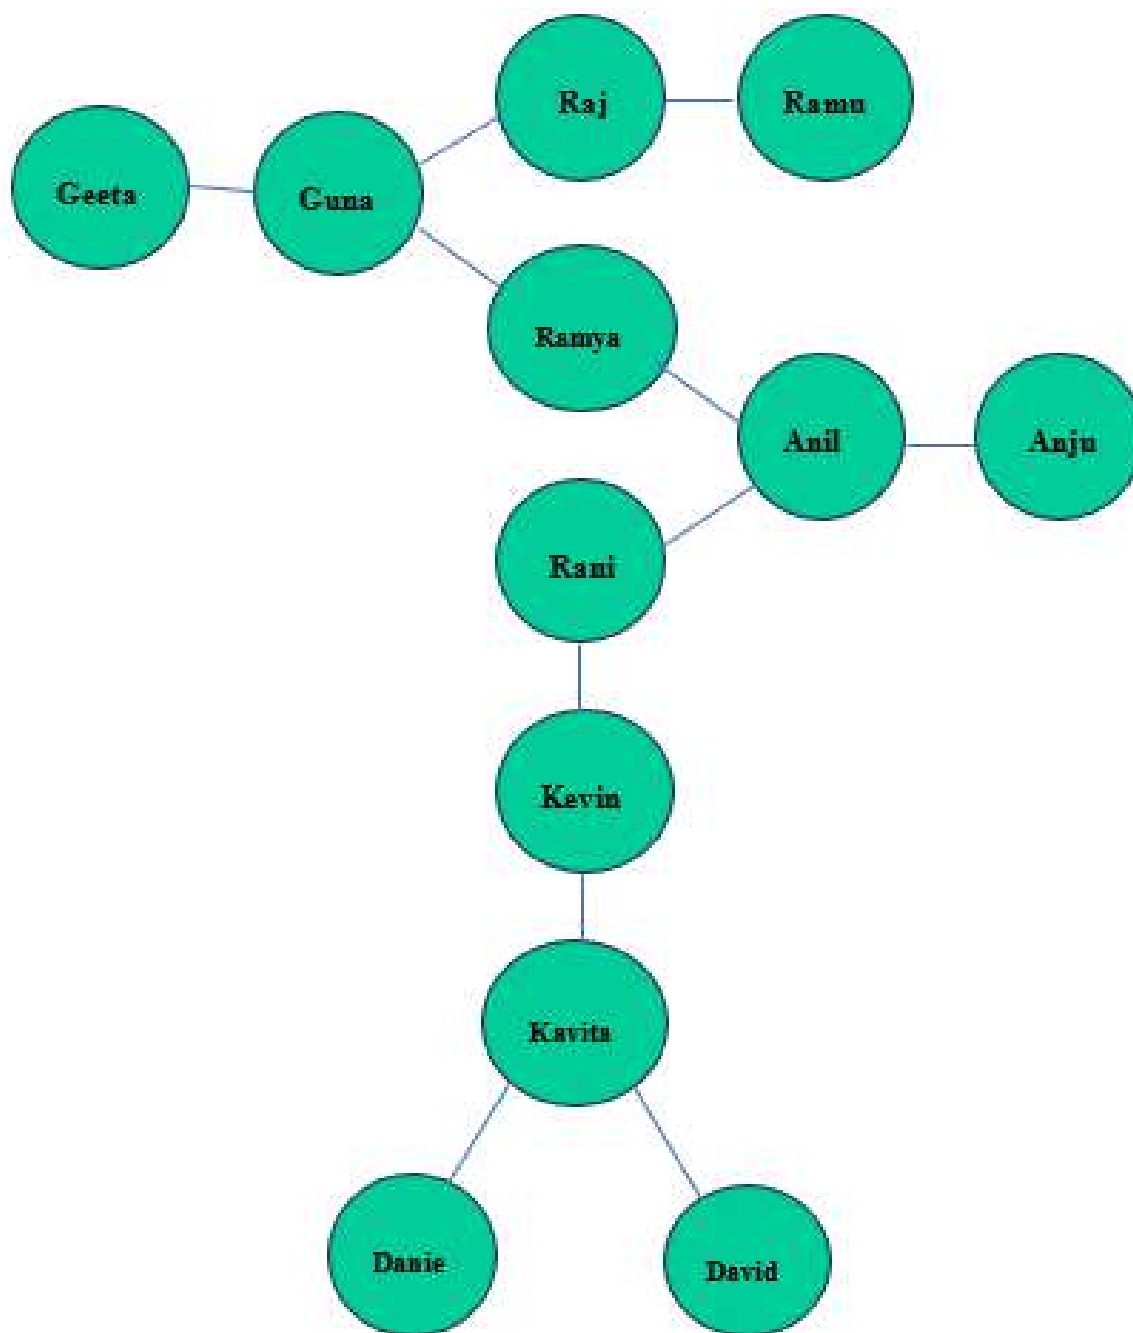 Raj
Ramu
Geeta
Guna
Ramya
Anil
Anju
Rani
Kevin
Kavita
Danie
David